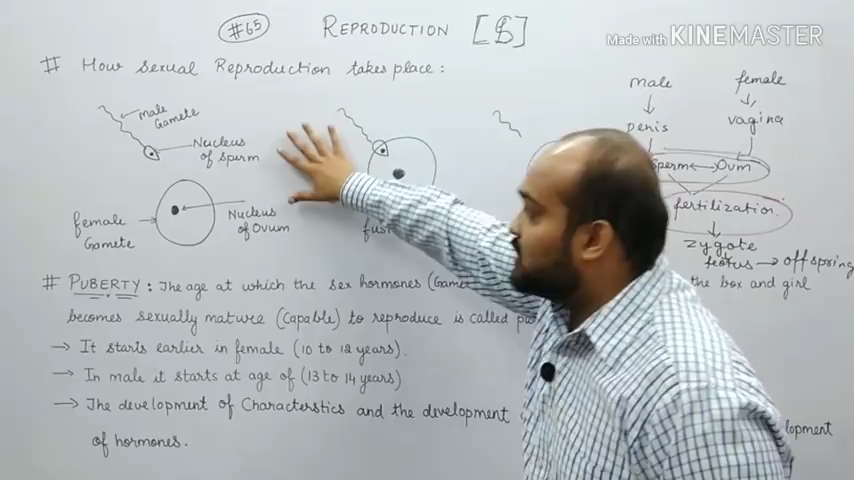 #65 REPRODUCTION [5]
Made with KINEMASTER
# How sexual Reproduction takes place:
male Gamete
Nucleus of sperm
female Gamete
Nucleus of Ovum
male female
Penis vagina
Sperm Ovum
fertilization.
zygote
foetus → offspring
# PUBERTY: The age at which the sex hormones the box and girl
becomes sexually mature (Capable) to reproduce is called
→ It starts earlier in female (10 to 12 years).
→ In male it starts at age of (13 to 14 years)
→ The development of Characterstics and the development
of hormones.